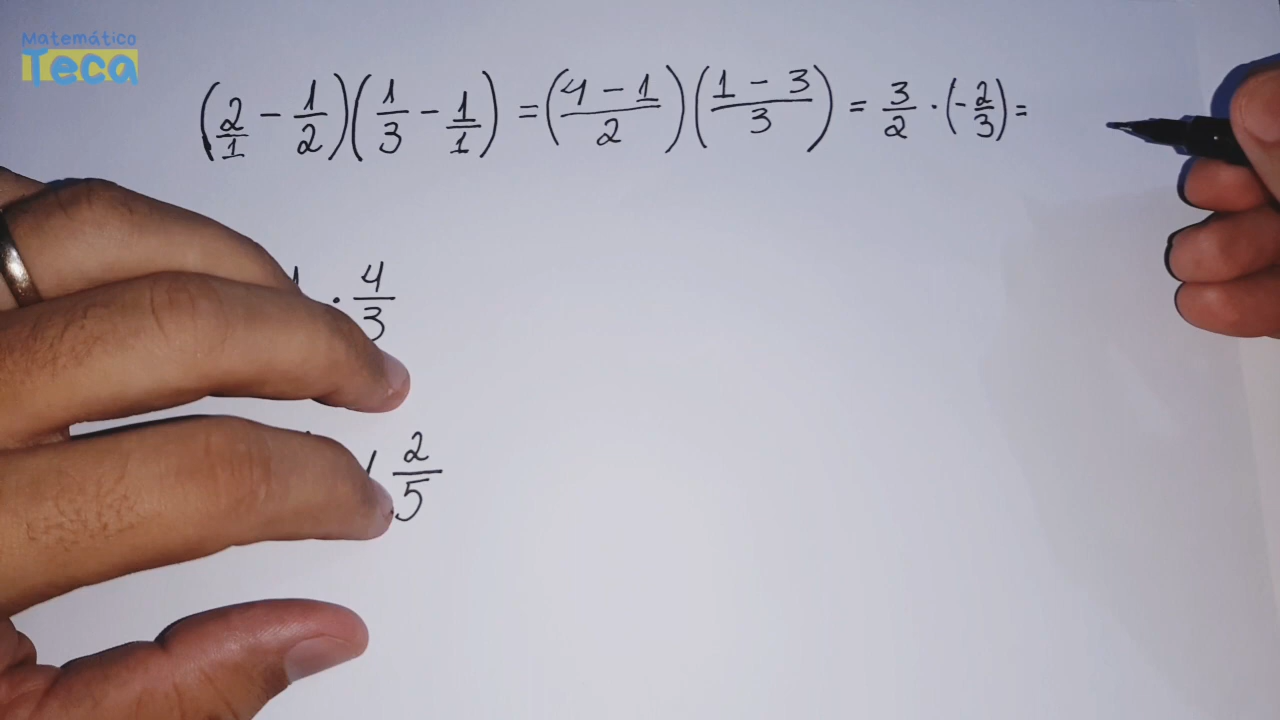 Matemático
Teca
(2/1 - 1/2)(1/3 - 1/1) = ((4 - 1)/2)((1 - 3)/3) = 3/2 · (-2/3) =
· 4/3
2/5